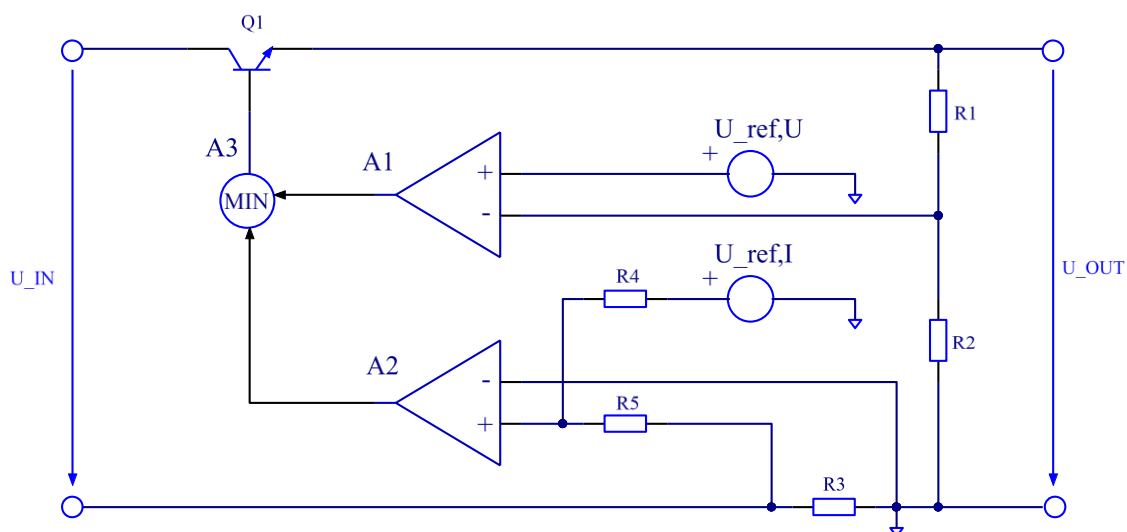 Q1
R1
U_ref,U
+
A3
A1
+
MIN
-
U_ref,I
+
U_IN
U_OUT
R4
R2
A2
-
R5
+
R3